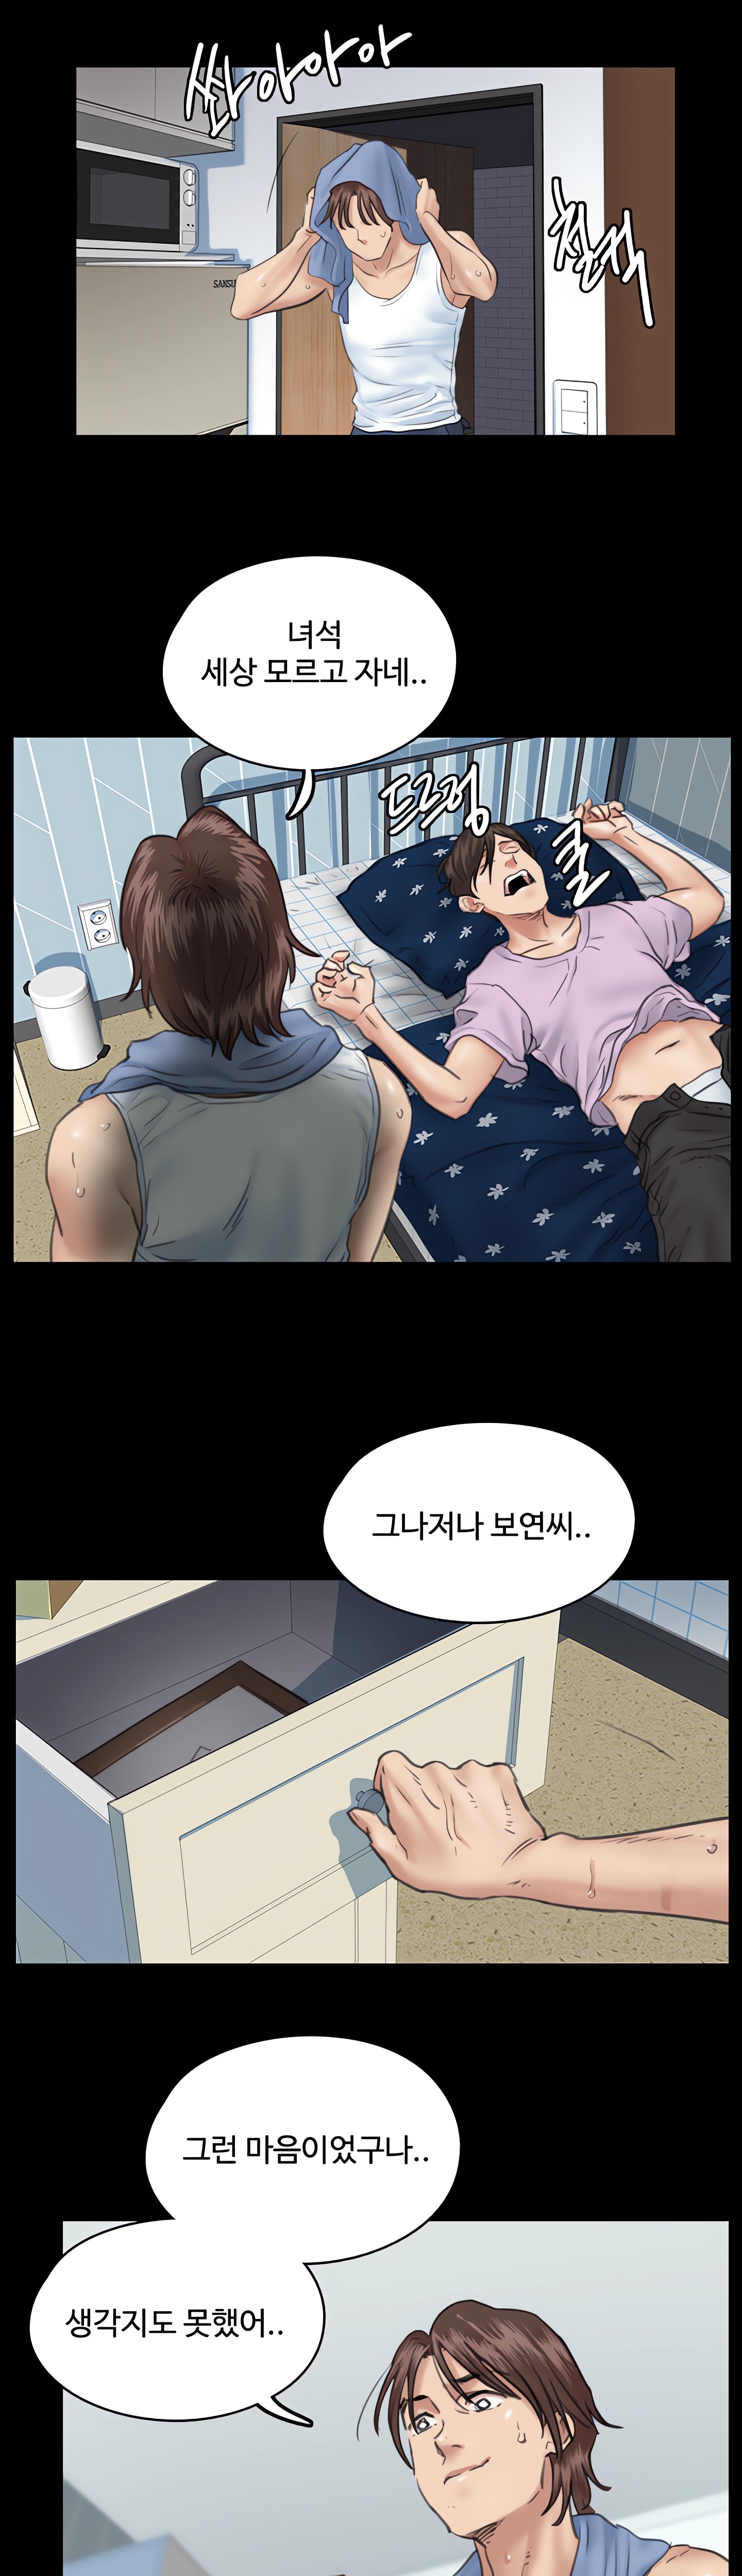 쏴아아아
SAMSU
철컥
녀석
세상 모르고 자네..
드르렁
쿨
그나저나 보연씨..
그런 마음이었구나..
생각지도 못했어..